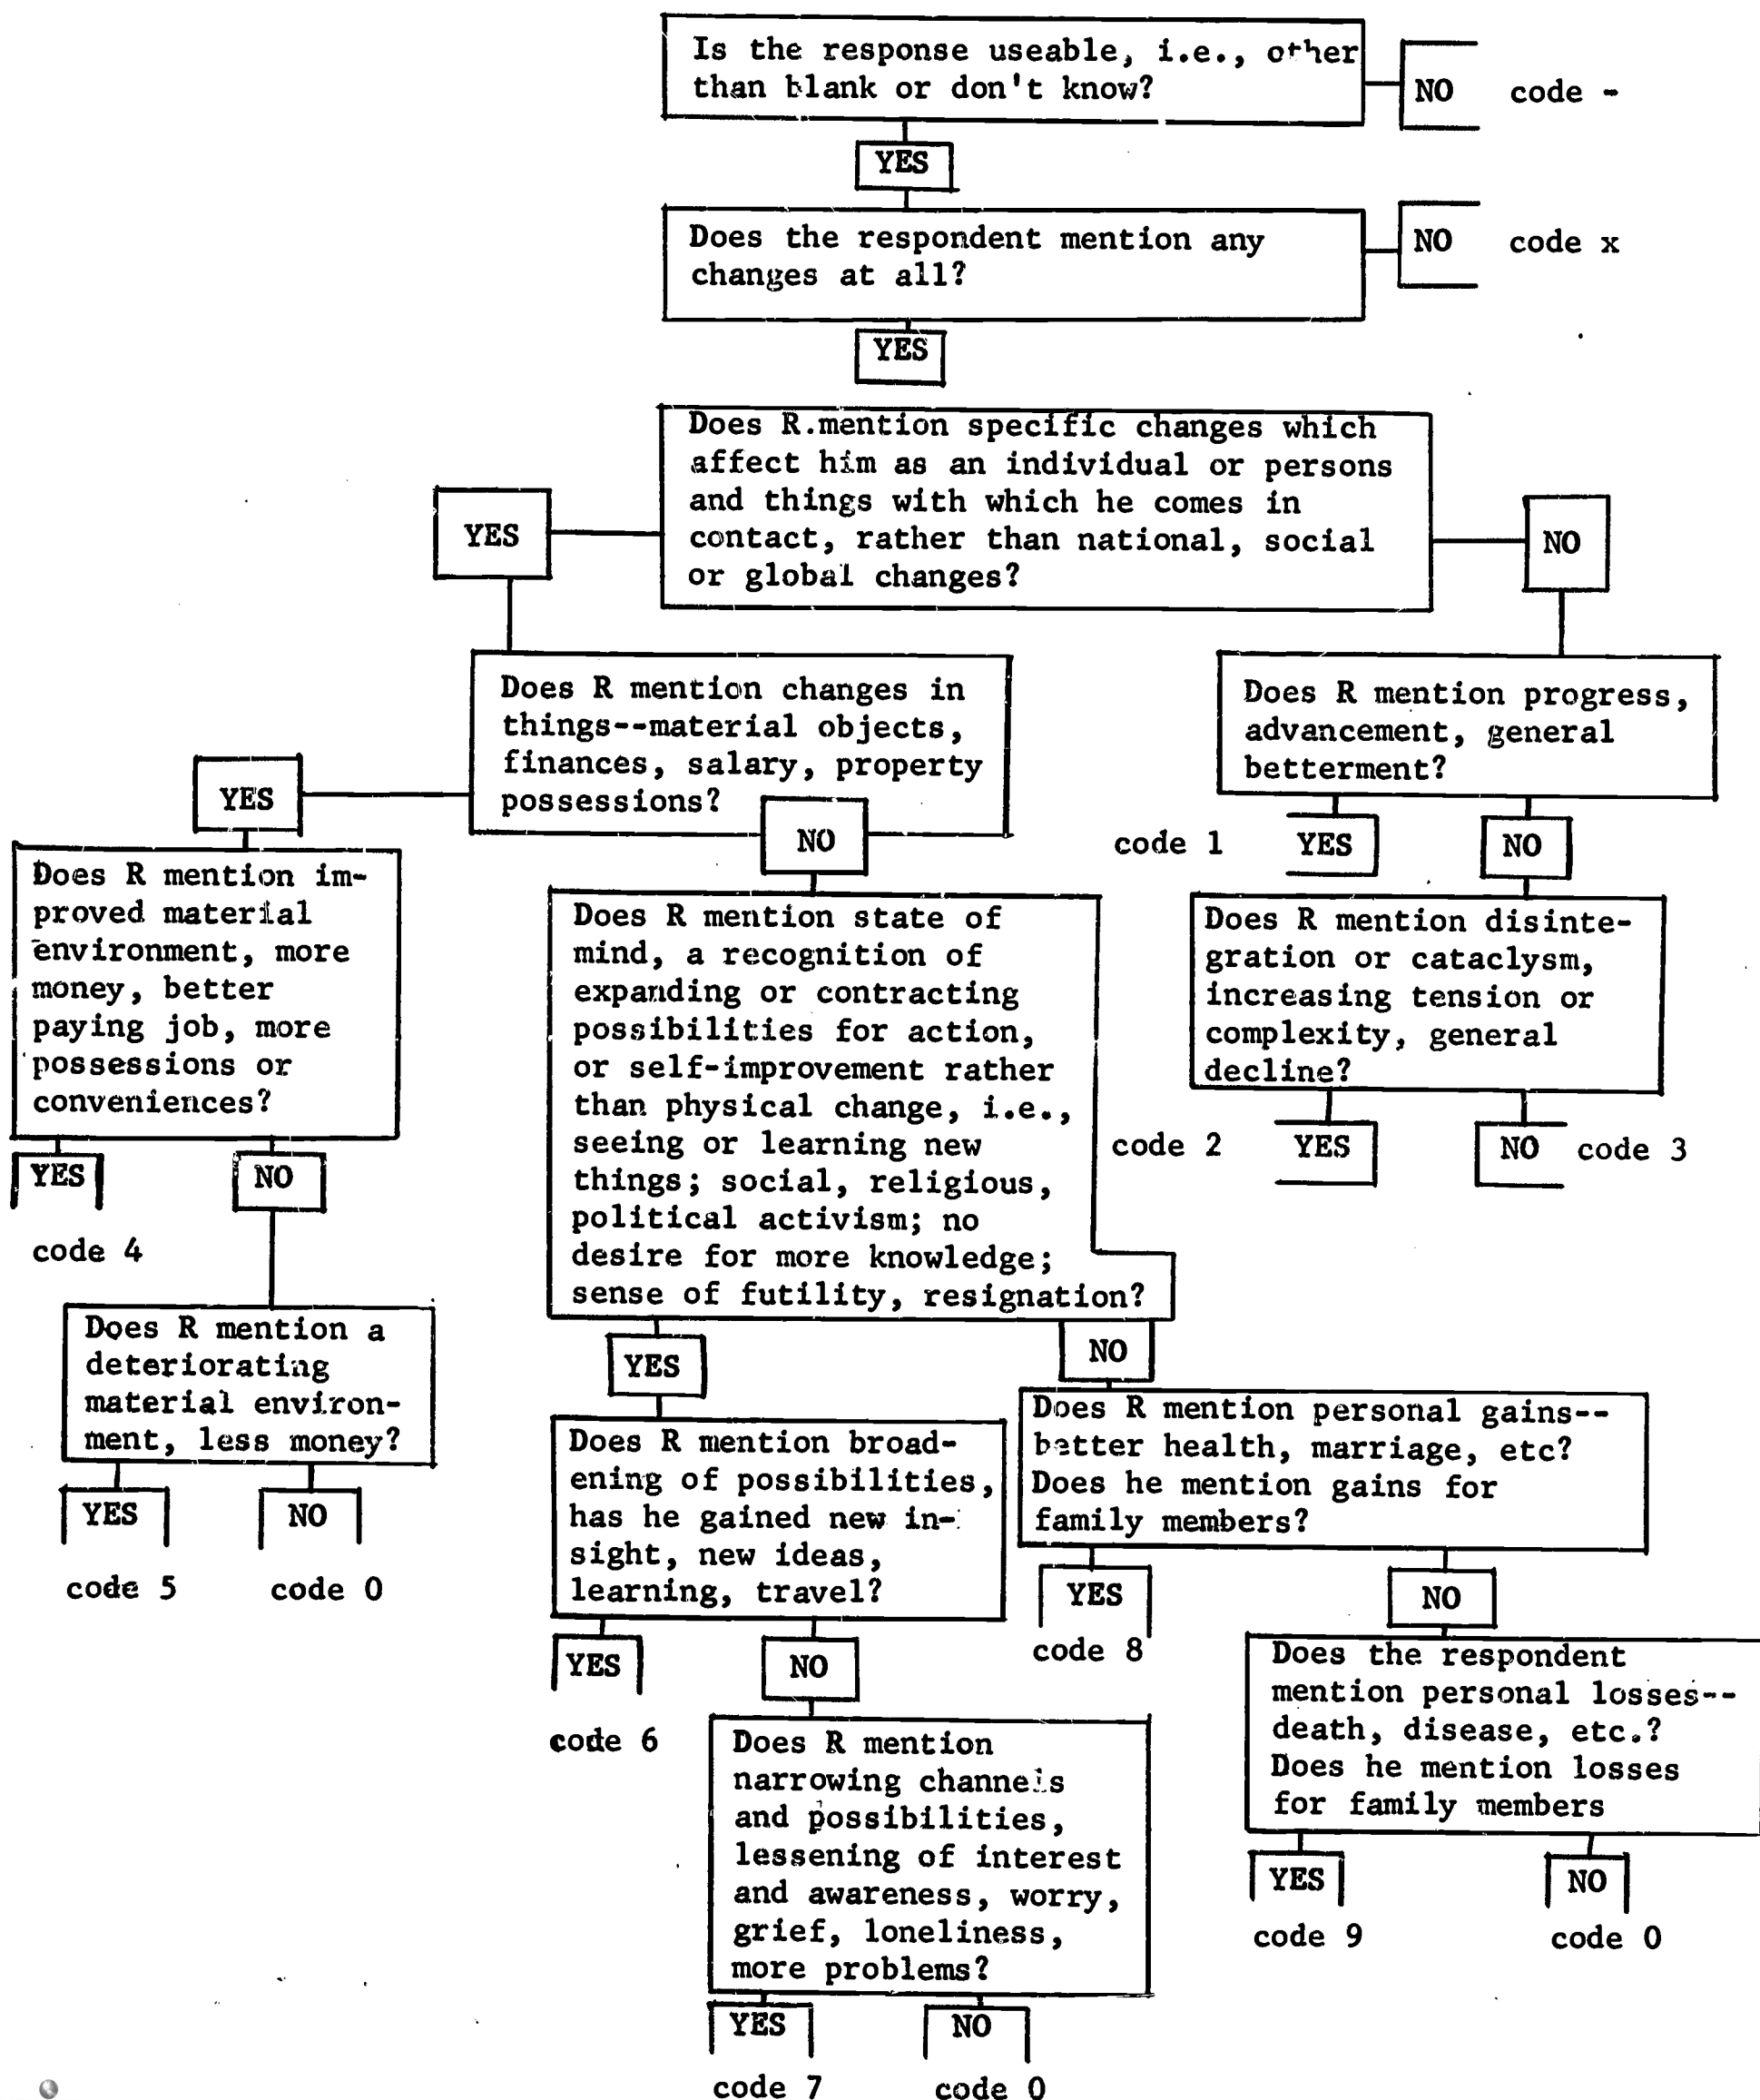 Is the response useable, i.e., other
than blank or don't know?
NO code -
YES
Does the respondent mention any
changes at all?
NO code x
YES
Does R.mention specific changes which
affect him as an individual or persons
and things with which he comes in
contact, rather than national, social
or global changes?
YES
NO
Does R mention changes in
things--material objects,
finances, salary, property
possessions?
YES
NO
Does R mention progress,
advancement, general
betterment?
code 1 YES
NO
Does R mention im-
proved material
environment, more
money, better
paying job, more
possessions or
conveniences?
YES
NO
code 4
Does R mention a
deteriorating
material environ-
ment, less money?
YES
NO
code 5
code 0
Does R mention state of
mind, a recognition of
expanding or contracting
possibilities for action,
or self-improvement rather
than physical change, i.e.,
seeing or learning new
things; social, religious,
political activism; no
desire for more knowledge;
sense of futility, resignation?
YES
NO
Does R mention disinte-
gration or cataclysm,
increasing tension or
complexity, general
decline?
code 2 YES
NO code 3
Does R mention broad-
ening of possibilities,
has he gained new in-
sight, new ideas,
learning, travel?
YES
NO
code 6
Does R mention
narrowing channels
and possibilities,
lessening of interest
and awareness, worry,
grief, loneliness,
more problems?
YES
NO
code 7
code 0
Does R mention personal gains--
better health, marriage, etc?
Does he mention gains for
family members?
YES
NO
code 8
Does the respondent
mention personal losses--
death, disease, etc.?
Does he mention losses
for family members
YES
NO
code 9
code 0